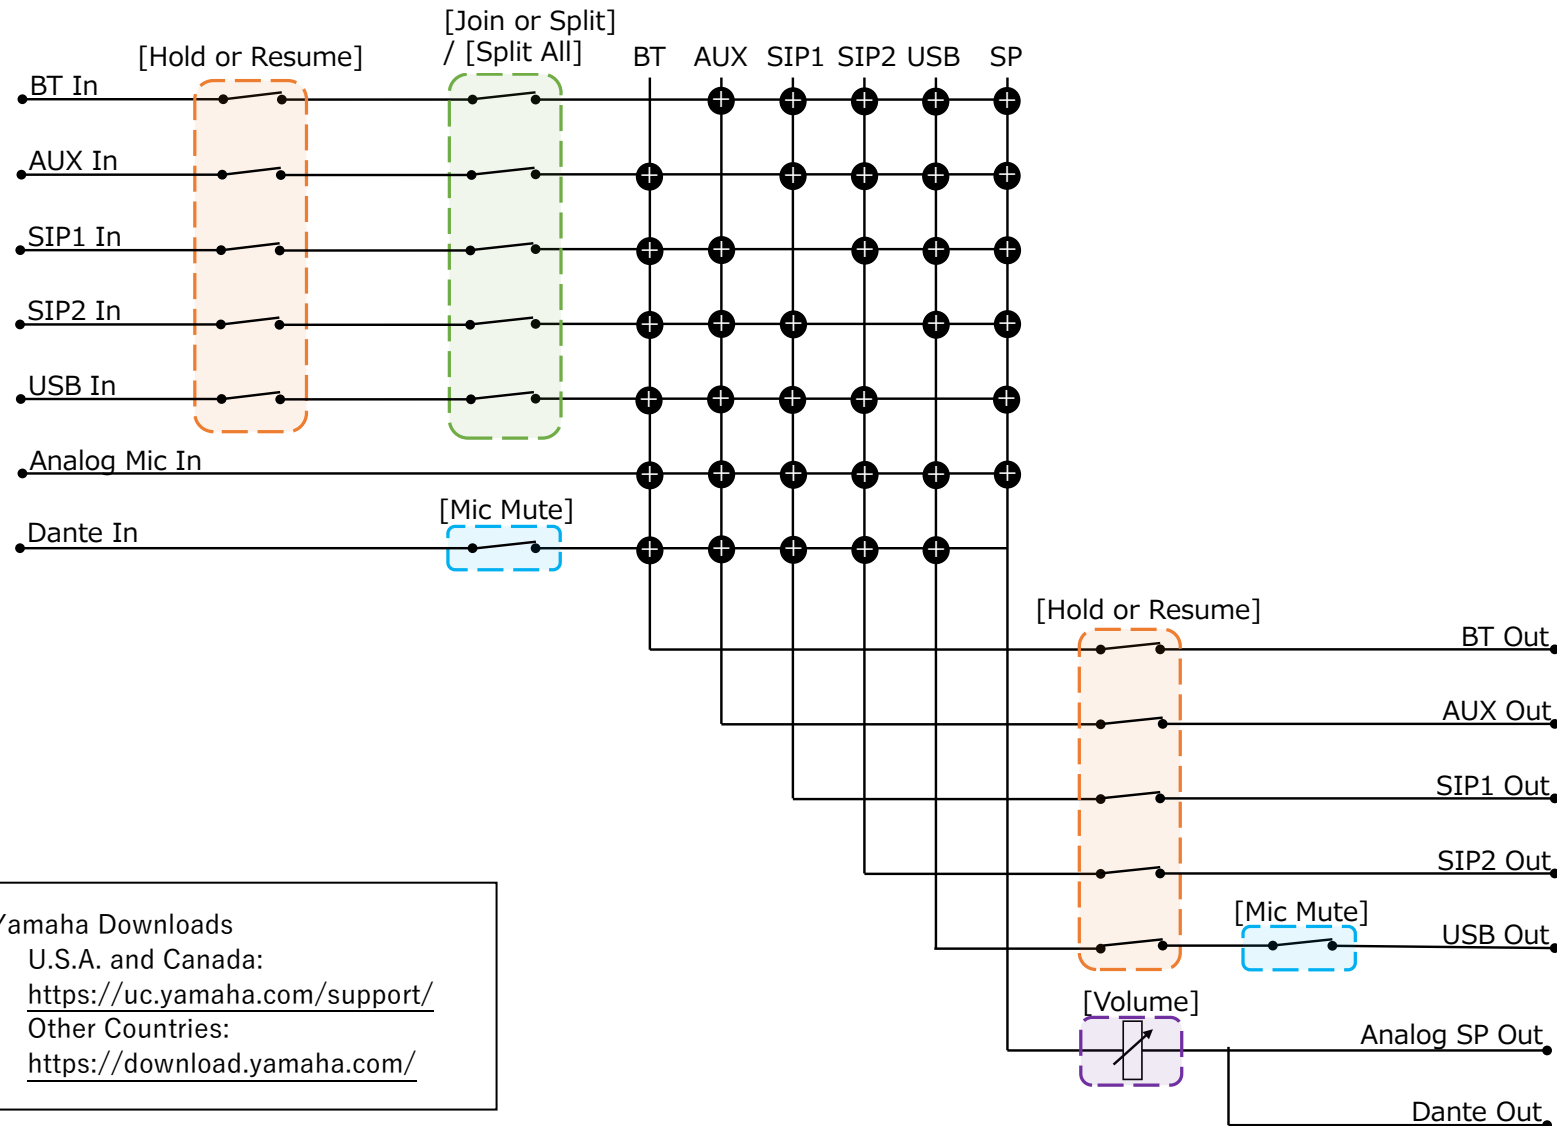 [Join or Split]
[Hold or Resume]
/ [Split All]
BT AUX SIP1 SIP2 USB SP
BT In
AUX In
SIP1 In
SIP2 In
USB In
Analog Mic In
[Mic Mute]
Dante In
[Hold or Resume]
BT Out
AUX Out
SIP1 Out
SIP2 Out
[Mic Mute]
USB Out
[Volume]
Analog SP Out
Dante Out
Yamaha Downloads
U.S.A. and Canada:
https://uc.yamaha.com/support/
Other Countries:
https://download.yamaha.com/